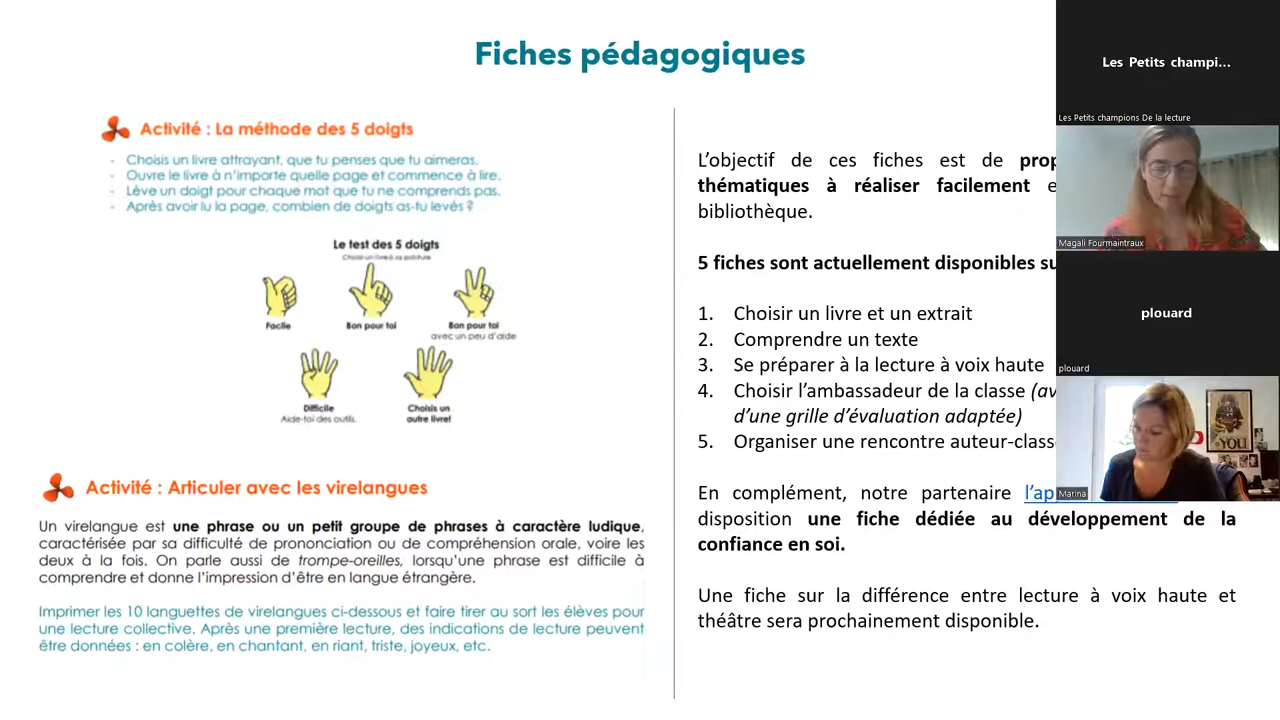 Fiches pédagogiques
Activité : La méthode des 5 doigts
- Choisis un livre attrayant, que tu penses que tu aimeras.
- Ouvre le livre à n'importe quelle page et commence à lire.
- Lève un doigt pour chaque mot que tu ne comprends pas.
- Après avoir lu la page, combien de doigts as-tu levés ?
Le test des 5 doigts
Choisis un livre à sa pointure
Facile
Bon pour toi
Bon pour toi
avec un peu d'aide
Difficile
Aide-toi des outils.
Choisis un
autre livre!
Activité : Articuler avec les virelangues
Un virelangue est une phrase ou un petit groupe de phrases à caractère ludique,
caractérisée par sa difficulté de prononciation ou de compréhension orale, voire les
deux à la fois. On parle aussi de trompe-oreilles, lorsqu'une phrase est difficile à
comprendre et donne l'impression d'être en langue étrangère.
Imprimer les 10 languettes de virelangues ci-dessous et faire tirer au sort les élèves pour
une lecture collective. Après une première lecture, des indications de lecture peuvent
être données : en colère, en chantant, en riant, triste, joyeux, etc.
L'objectif de ces fiches est de
thématiques à réaliser facilement
bibliothèque.
5 fiches sont actuellement disponibles
1. Choisir un livre et un extrait
2. Comprendre un texte
3. Se préparer à la lecture à voix haute
4. Choisir l'ambassadeur de la classe
d'une grille d'évaluation adaptée)
5. Organiser une rencontre auteur-classe
En complément, notre partenaire
disposition une fiche dédiée au développement de la
confiance en soi.
Une fiche sur la différence entre lecture à voix haute et
théâtre sera prochainement disponible.
Les Petits champi...
Les Petits champions De la lecture
Magali Fourmaintraux
plouard
plouard
YOU
Marina